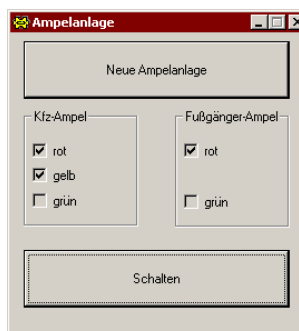 Ampelanlage
Neue Ampelanlage
Kfz-Ampel
rot
gelb
grün
Fußgänger-Ampel
rot
grün
Schalten